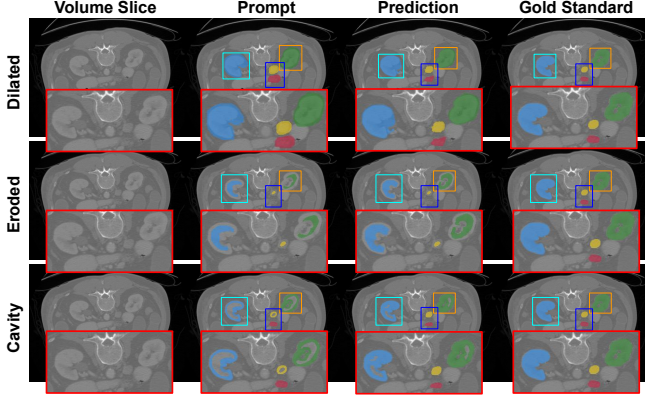 Volume Slice Prompt Prediction Gold Standard
Dilated
Eroded
Cavity